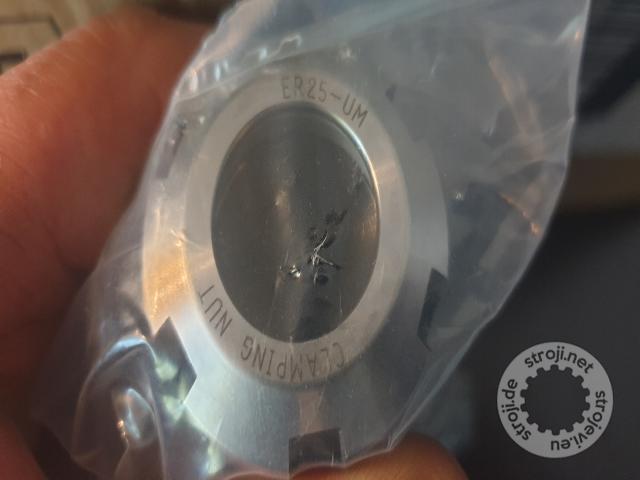 ER25-UM
CLAMPING NUT
stroji.net
stroji.de
strojevi.eu